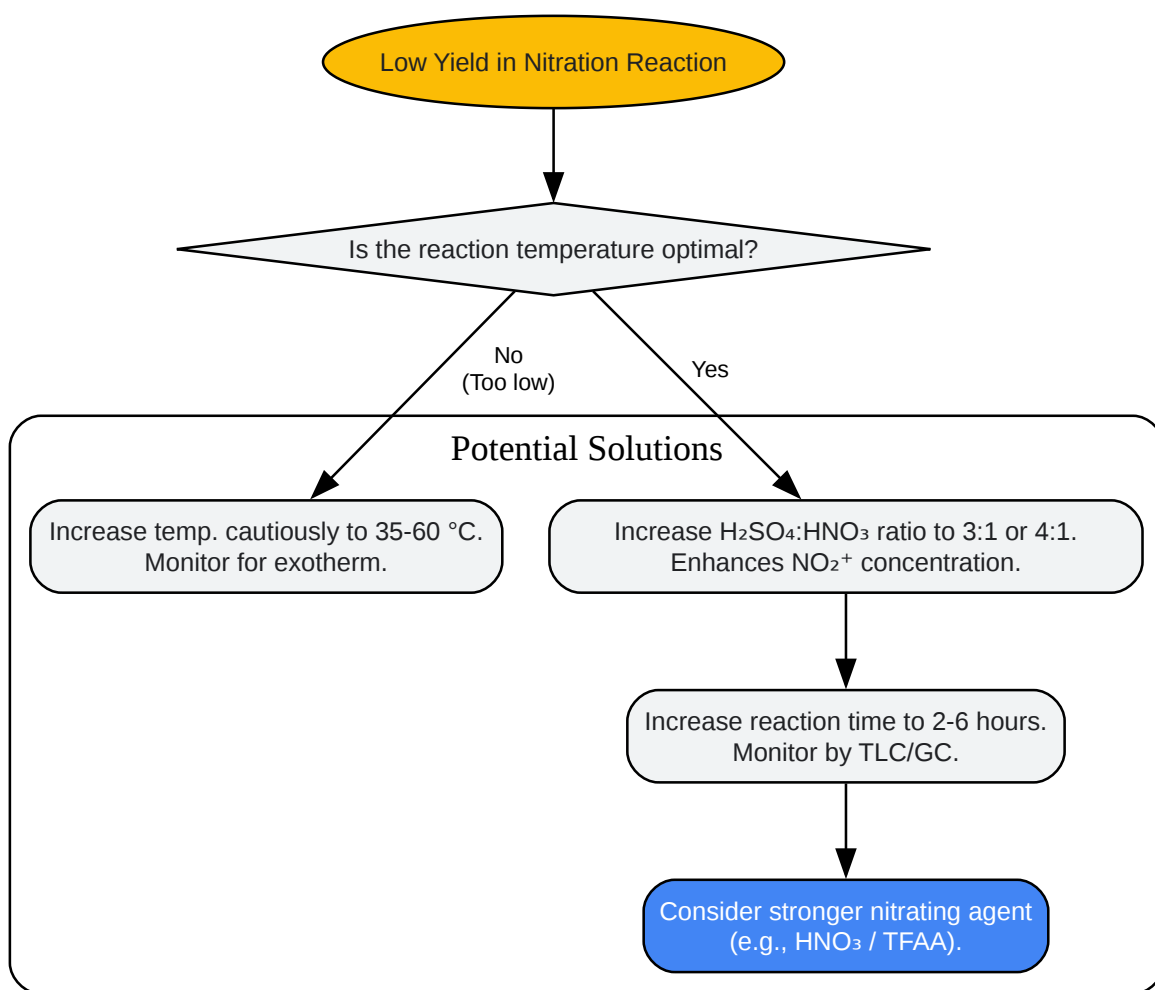 Low Yield in Nitration Reaction
Is the reaction temperature optimal?
No
(Too low)
Yes
Potential Solutions
Increase temp. cautiously to 35-60 °C.
Monitor for exotherm.
Increase H₂SO₄:HNO₃ ratio to 3:1 or 4:1.
Enhances NO₂⁺ concentration.
Increase reaction time to 2-6 hours.
Monitor by TLC/GC.
Consider stronger nitrating agent
(e.g., HNO₃ / TFAA).